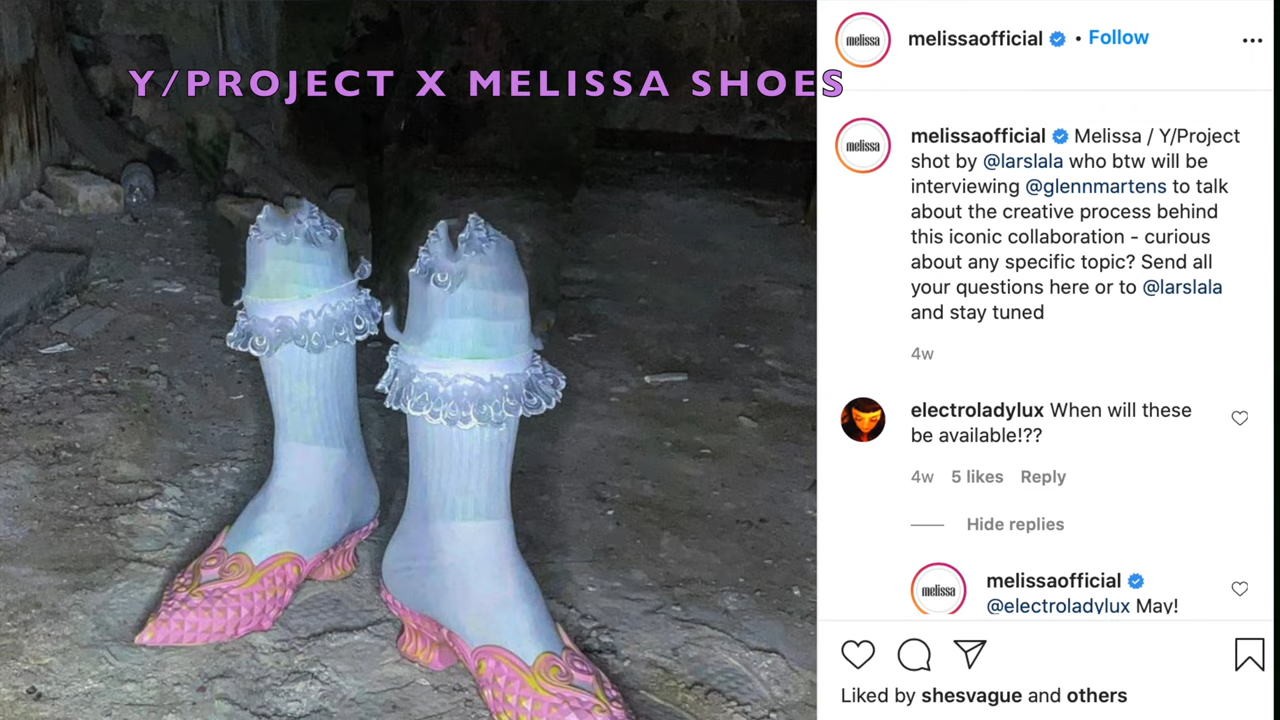 Y/PROJECT X MELISSA SHOES
melissa
melissaofficial • Follow
melissa
melissaofficial Melissa / Y/Project
shot by @larslala who btw will be
interviewing @glennmartens to talk
about the creative process behind
this iconic collaboration - curious
about any specific topic? Send all
your questions here or to @larslala
and stay tuned
4w
electroladylux When will these
be available!??
4w 5 likes Reply
Hide replies
melissa
melissaofficial
@electroladylux May!
Liked by shesvague and others